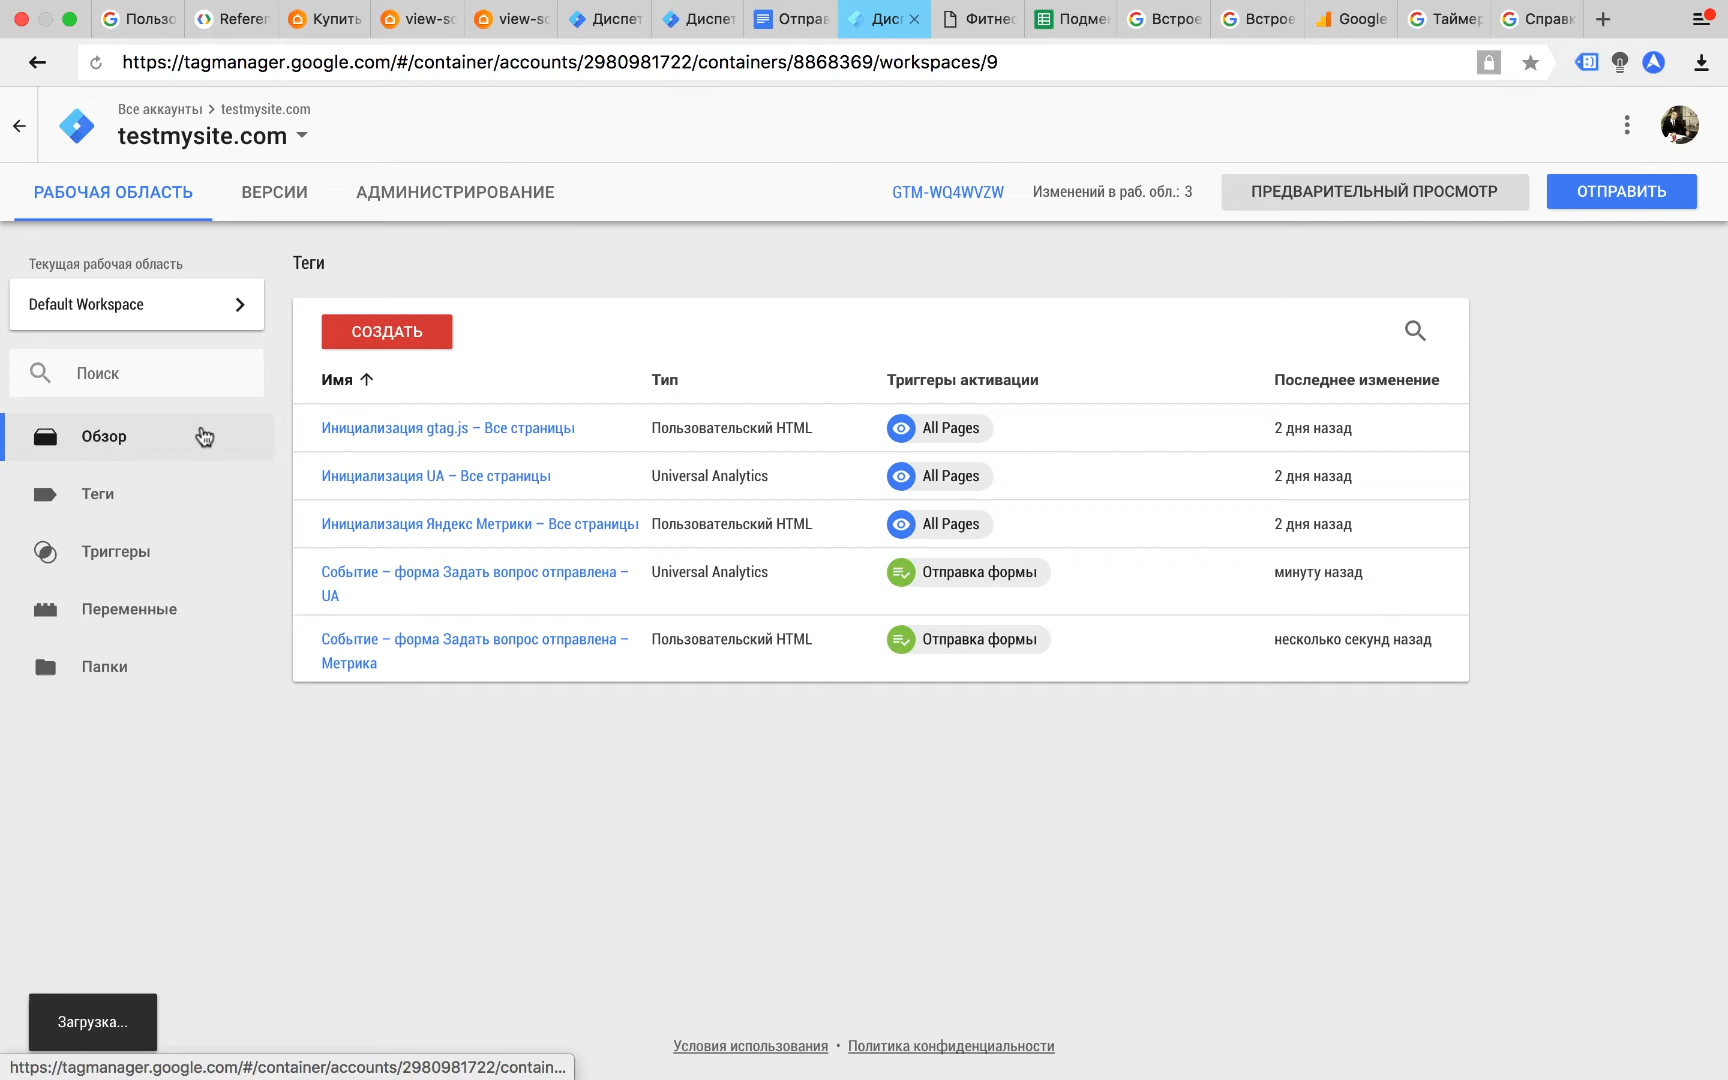 Пользо
Referen
Купить
view-so
view-so
Диспет
Диспет
Отправ
Дис
Фитнес
Подме
Встрое
Встрое
Google
Таймер
Справк
https://tagmanager.google.com/#/container/accounts/2980981722/containers/8868369/workspaces/9
Все аккаунты > testmysite.com
testmysite.com
РАБОЧАЯ ОБЛАСТЬ
ВЕРСИИ
АДМИНИСТРИРОВАНИЕ
GTM-WQ4WVZW
Изменений в раб. обл.: 3
ПРЕДВАРИТЕЛЬНЫЙ ПРОСМОТР
ОТПРАВИТЬ
Текущая рабочая область
Default Workspace
Поиск
Обзор
Теги
Триггеры
Переменные
Папки
Теги
СОЗДАТЬ
Имя Тип Триггеры активации Последнее изменение
Инициализация gtag.js – Все страницы Пользовательский HTML All Pages 2 дня назад
Инициализация UA – Все страницы Universal Analytics All Pages 2 дня назад
Инициализация Яндекс Метрики – Все страницы Пользовательский HTML All Pages 2 дня назад
Событие – форма Задать вопрос отправлена – Universal Analytics Отправка формы минуту назад
UA
Событие – форма Задать вопрос отправлена – Пользовательский HTML Отправка формы несколько секунд назад
Метрика
Загрузка...
Условия использования • Политика конфиденциальности
https://tagmanager.google.com/#/container/accounts/2980981722/contain...